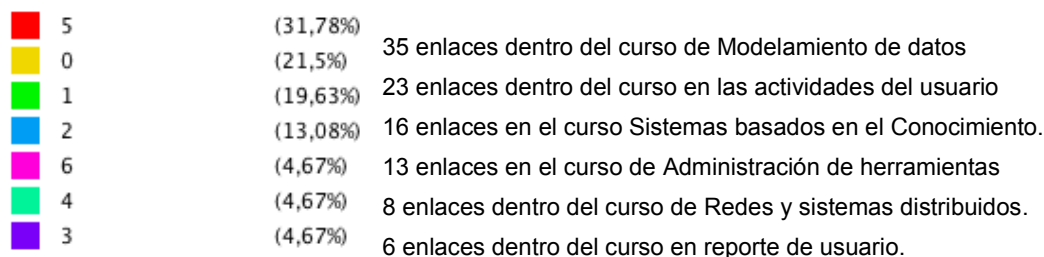 5 (31,78%)
0 (21,5%)
1 (19,63%)
2 (13,08%)
6 (4,67%)
4 (4,67%)
3 (4,67%)
35 enlaces dentro del curso de Modelamiento de datos
23 enlaces dentro del curso en las actividades del usuario
16 enlaces en el curso Sistemas basados en el Conocimiento.
13 enlaces en el curso de Administración de herramientas
8 enlaces dentro del curso de Redes y sistemas distribuidos.
6 enlaces dentro del curso en reporte de usuario.